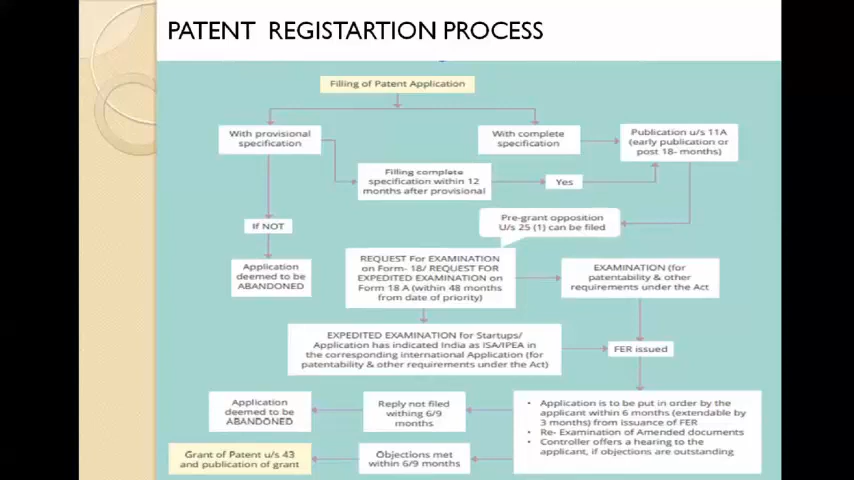 PATENT  REGISTARTION PROCESS
Filling of Patent Application
With provisional
specification
With complete
specification
Publication u/s 11A
(early publication or
post 18- months)
Filling complete
specification within 12
months after provisional
Yes
If NOT
Application
deemed to be
ABANDONED
Pre-grant opposition
U/s 25 (1) can be filed
REQUEST For EXAMINATION
on Form- 18/ REQUEST FOR
EXPEDITED EXAMINATION on
Form 18 A (within 48 months
from date of priority)
EXAMINATION (for
patentability & other
requirements under the Act
EXPEDITED EXAMINATION for Startups/
Application has indicated India as ISA/IPEA in
the corresponding international Application (for
patentability & other requirements under the Act)
FER issued
• Application is to be put in order by the
applicant within 6 months (extendable by
3 months) from issuance of FER
• Re- Examination of Amended documents
• Controller offers a hearing to the
applicant, if objections are outstanding
Reply not filed
withing 6/9
months
Application
deemed to be
ABANDONED
Objections met
within 6/9 months
Grant of Patent u/s 43
and publication of grant